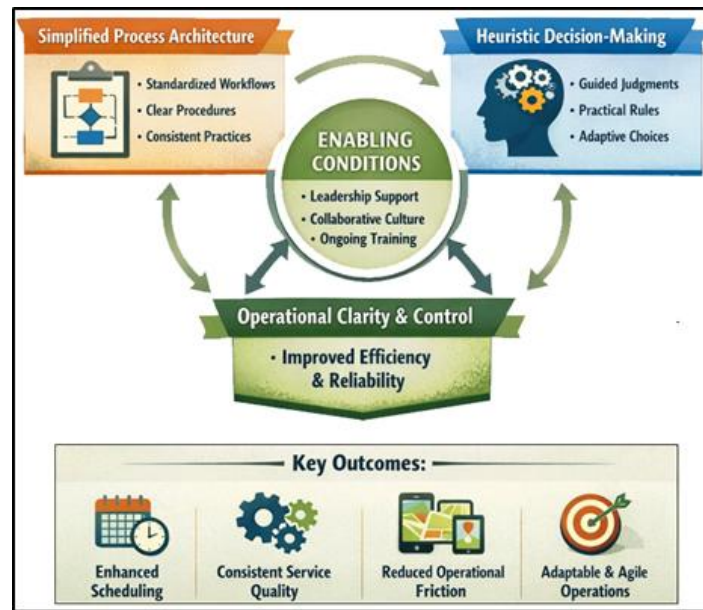 Simplified Process Architecture
• Standardized Workflows
• Clear Procedures
• Consistent Practices
Heuristic Decision-Making
• Guided Judgments
• Practical Rules
• Adaptive Choices
ENABLING
CONDITIONS
• Leadership Support
• Collaborative Culture
• Ongoing Training
Operational Clarity & Control
• Improved Efficiency
& Reliability
Key Outcomes:
Enhanced
Scheduling
Consistent Service
Quality
Reduced Operational
Friction
Adaptable & Agile
Operations